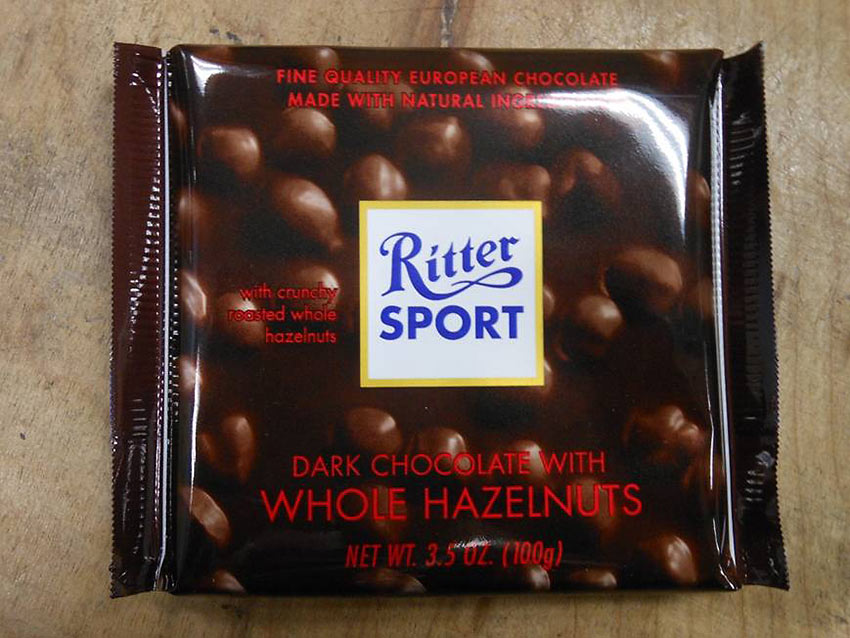 FINE QUALITY EUROPEAN CHOCOLATE
MADE WITH NATURAL
Ritter
SPORT
with crunchy
roasted whole
hazelnuts
DARK CHOCOLATE WITH
WHOLE HAZELNUTS
NET WT. 3.5 OZ. (100g)